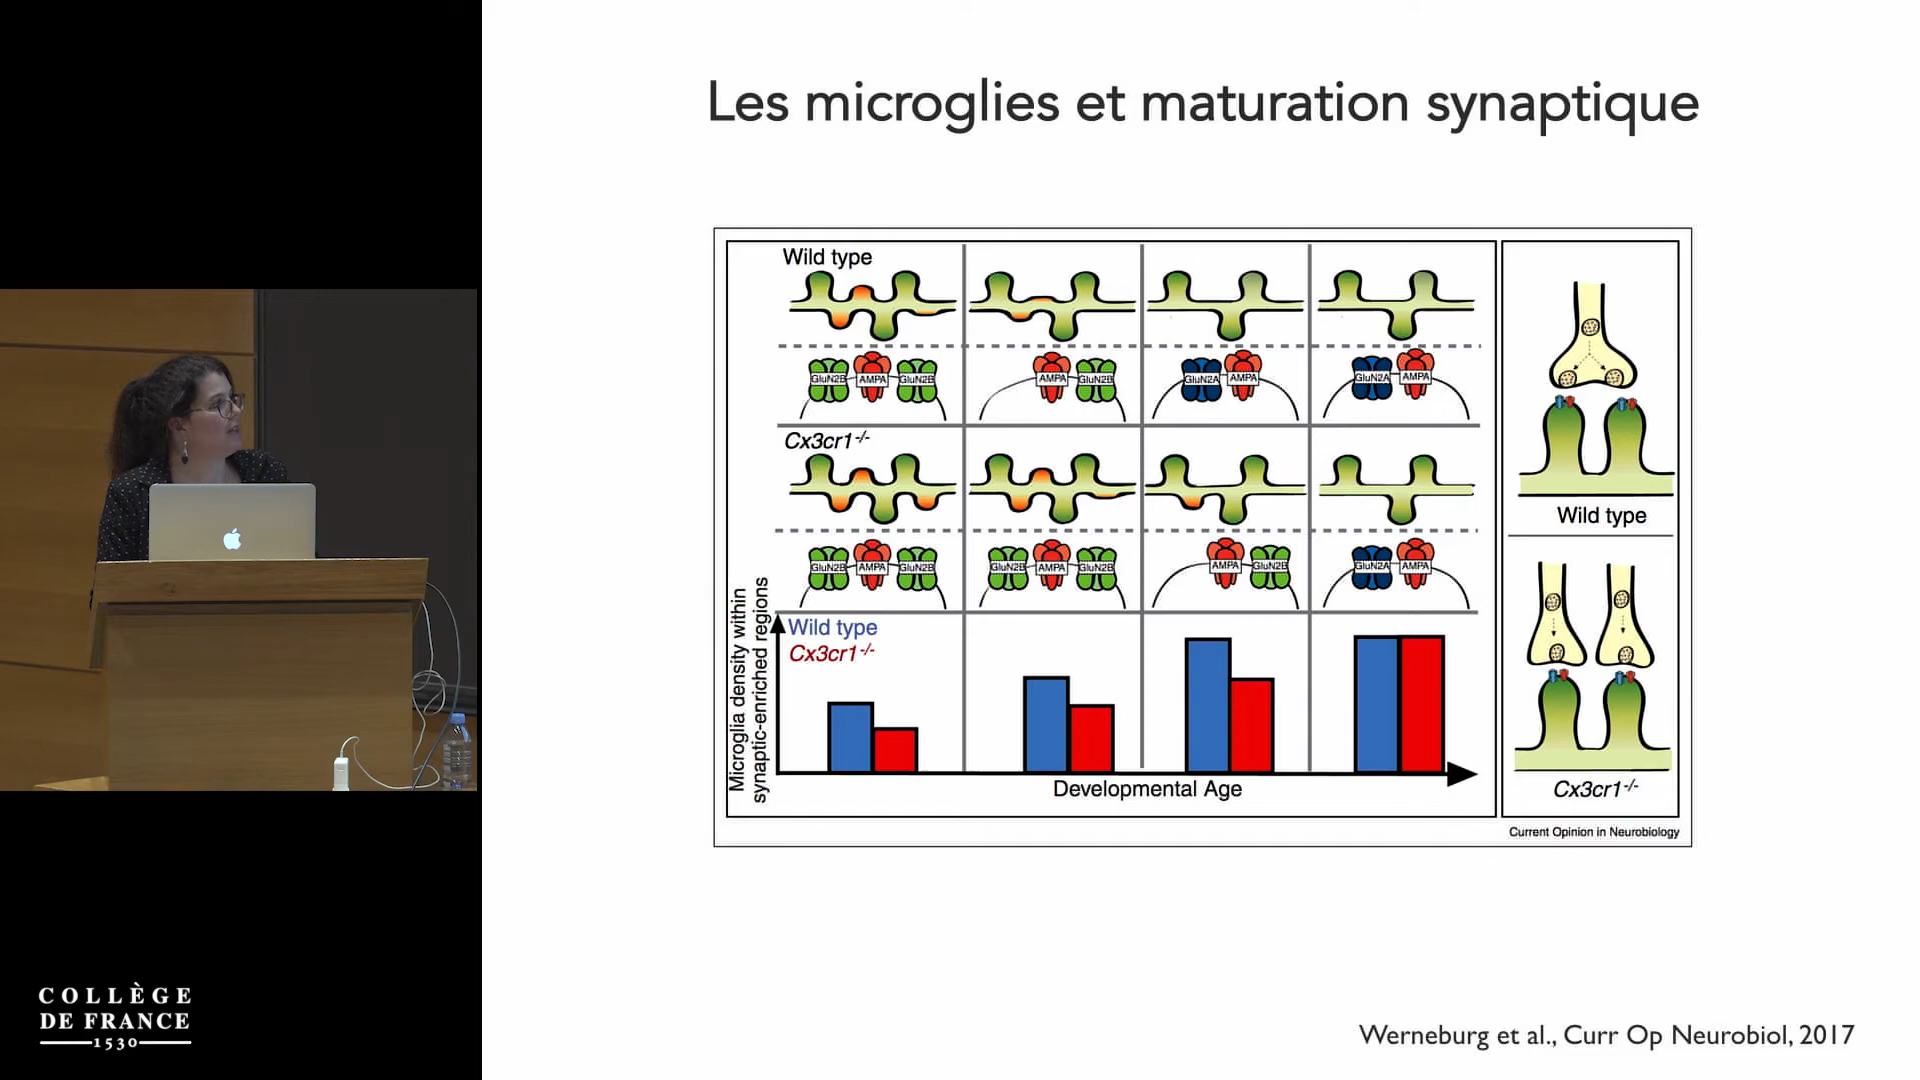 Les microglies et maturation synaptique
Wild type
GluN2B AMPA GluN2B
AMPA GluN2B
GluN2A AMPA
GluN2A AMPA
Cx3cr1-/-
GluN2B AMPA GluN2B
GluN2B AMPA GluN2B
AMPA GluN2B
GluN2A AMPA
Microglia density within
synaptic-enriched regions
Wild type
Cx3cr1-/-
Developmental Age
Wild type
Cx3cr1-/-
Current Opinion in Neurobiology
Werneburg et al., Curr Op Neurobiol, 2017
COLLÈGE
DE FRANCE
1530